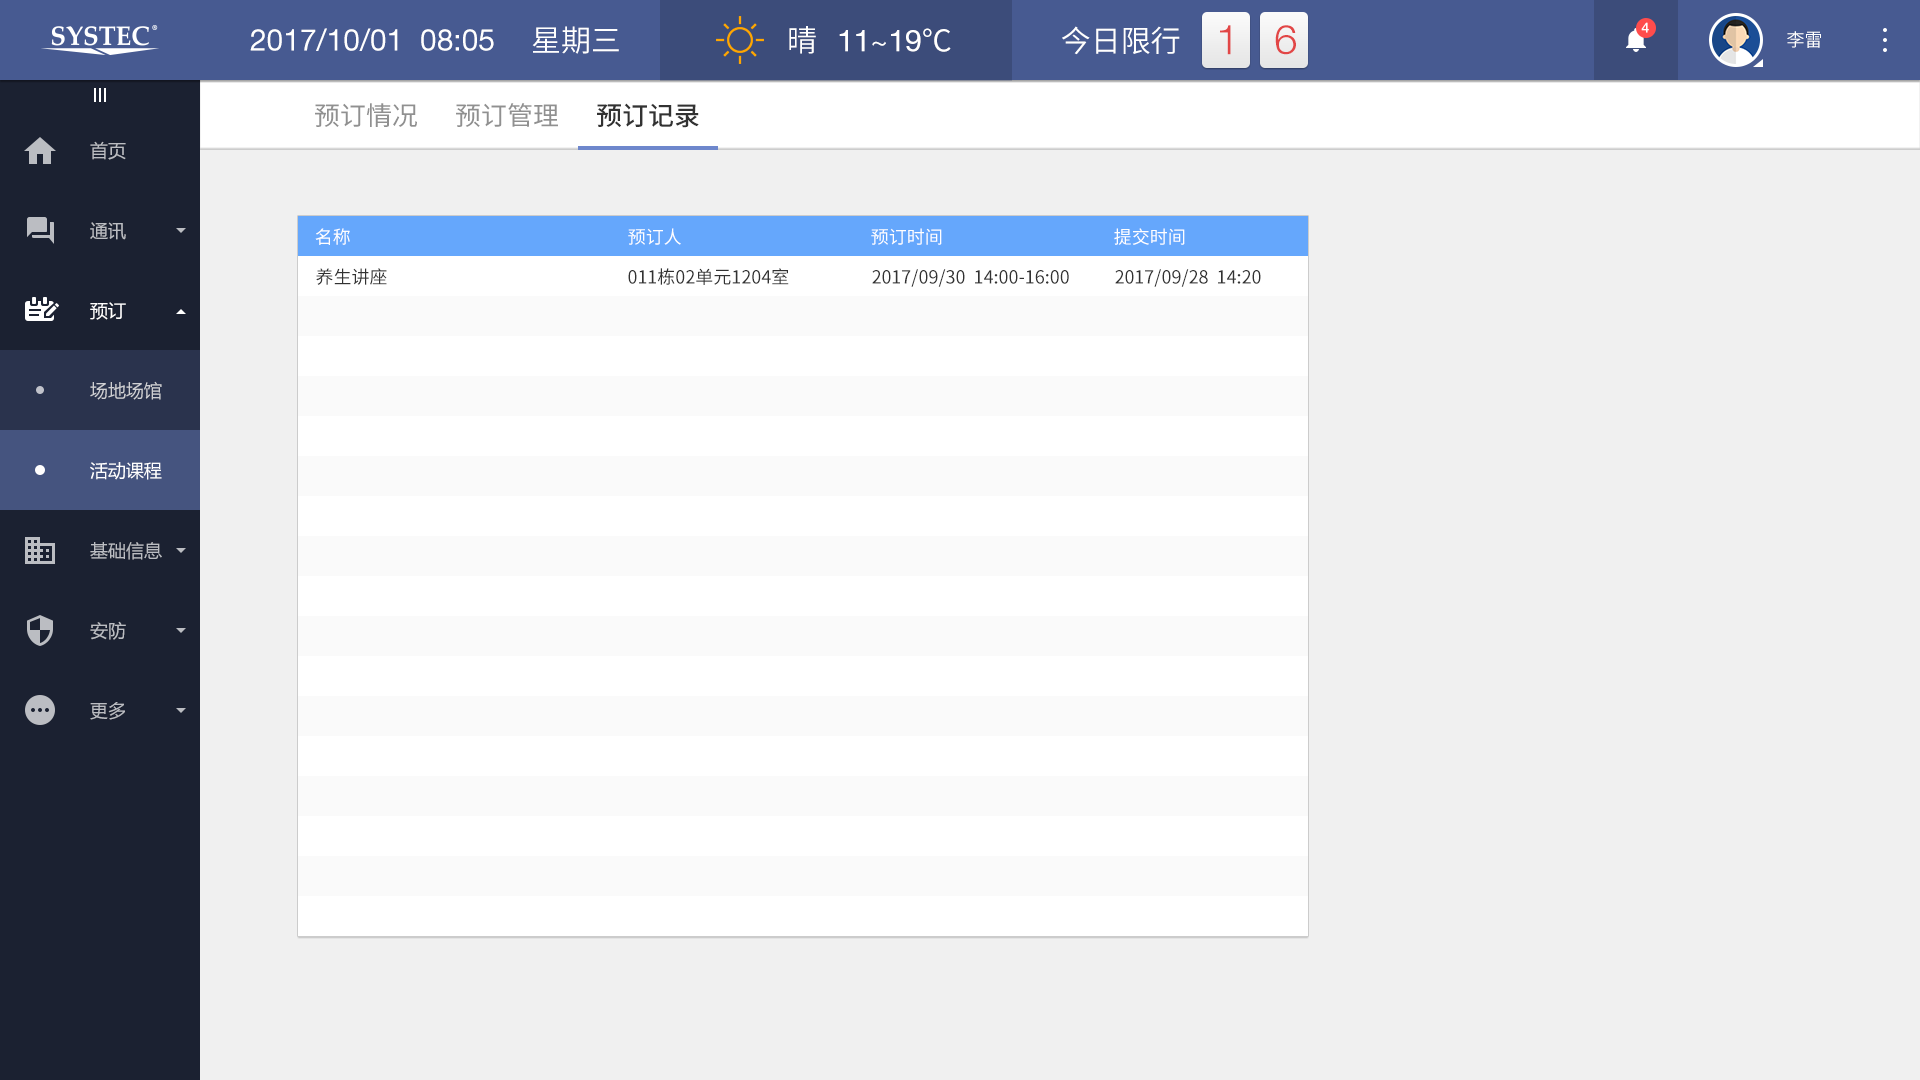 SYSTEC®
2017/10/01 08:05 星期三
晴 11~19℃
今日限行 1 6
4
李雷
首页
通讯
预订
场地场馆
活动课程
基础信息
安防
更多
预订情况 预订管理 预订记录
名称 预订人 预订时间 提交时间
养生讲座 011栋02单元1204室 2017/09/30 14:00-16:00 2017/09/28 14:20